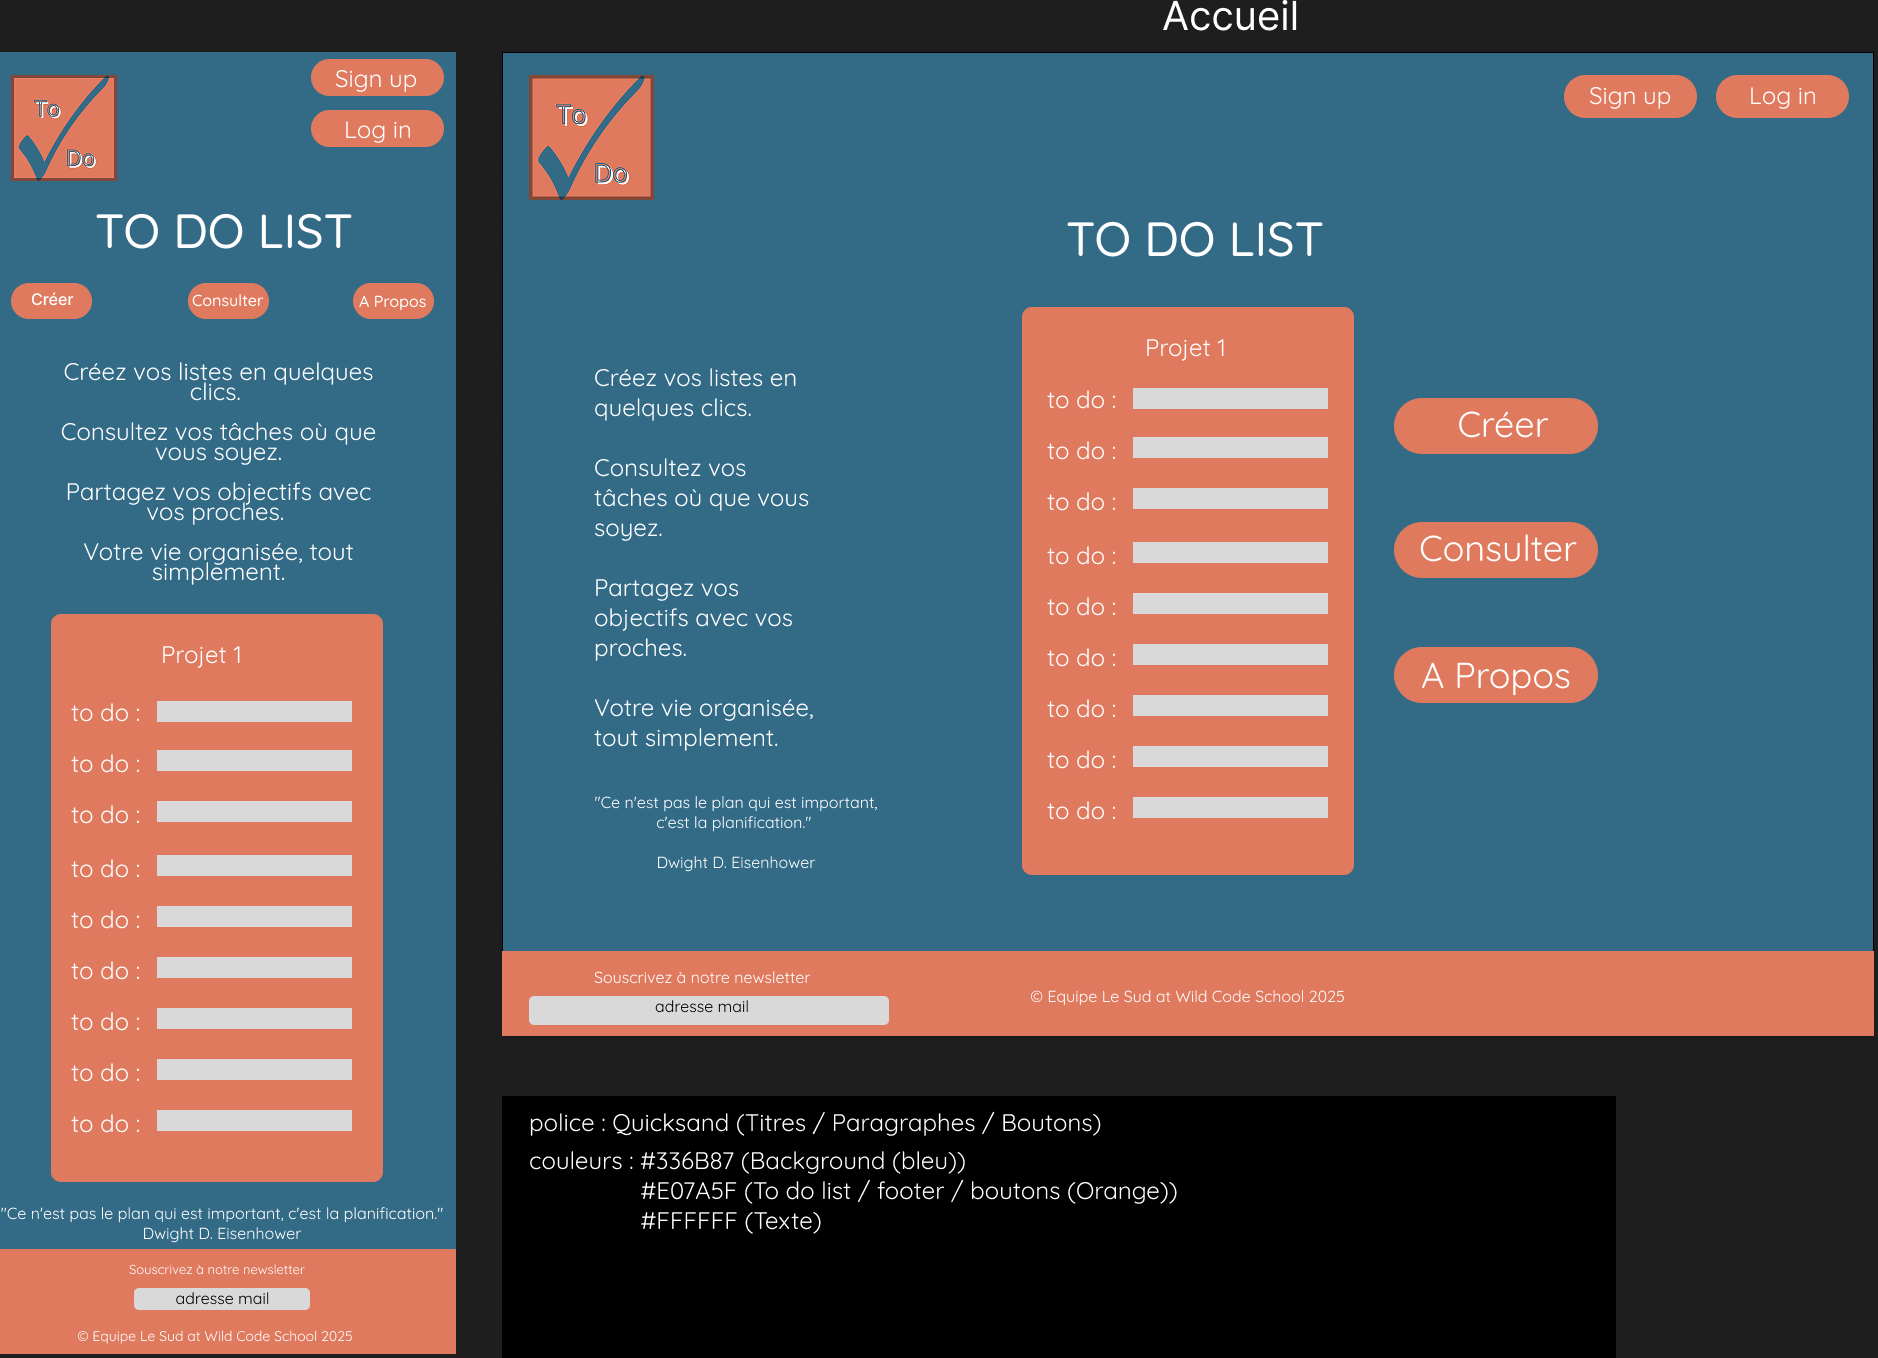 Accueil
To
Do
Sign up
Log in
TO DO LIST
Créer
Consulter
A Propos
Créez vos listes en quelques
clics.
Consultez vos tâches où que
vous soyez.
Partagez vos objectifs avec
vos proches.
Votre vie organisée, tout
simplement.
Projet 1
to do :
to do :
to do :
to do :
to do :
to do :
to do :
to do :
to do :
"Ce n'est pas le plan qui est important, c'est la planification."
Dwight D. Eisenhower
Souscrivez à notre newsletter
adresse mail
© Equipe Le Sud at Wild Code School 2025
To
Do
Sign up
Log in
TO DO LIST
Créez vos listes en
quelques clics.
Consultez vos
tâches où que vous
soyez.
Partagez vos
objectifs avec vos
proches.
Votre vie organisée,
tout simplement.
"Ce n'est pas le plan qui est important,
c'est la planification."
Dwight D. Eisenhower
Projet 1
to do :
to do :
to do :
to do :
to do :
to do :
to do :
to do :
to do :
Créer
Consulter
A Propos
Souscrivez à notre newsletter
adresse mail
© Equipe Le Sud at Wild Code School 2025
police : Quicksand (Titres / Paragraphes / Boutons)
couleurs : #336B87 (Background (bleu))
#E07A5F (To do list / footer / boutons (Orange))
#FFFFFF (Texte)